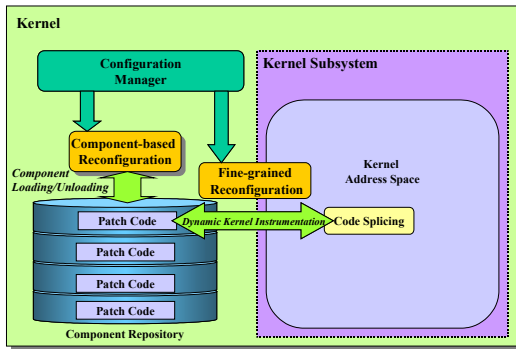 Kernel
Configuration
Manager
Kernel Subsystem
Component-based
Reconfiguration
Component
Loading/Unloading
Fine-grained
Reconfiguration
Kernel
Address Space
Patch Code
Dynamic Kernel Instrumentation
Code Splicing
Patch Code
Patch Code
Patch Code
Component Repository